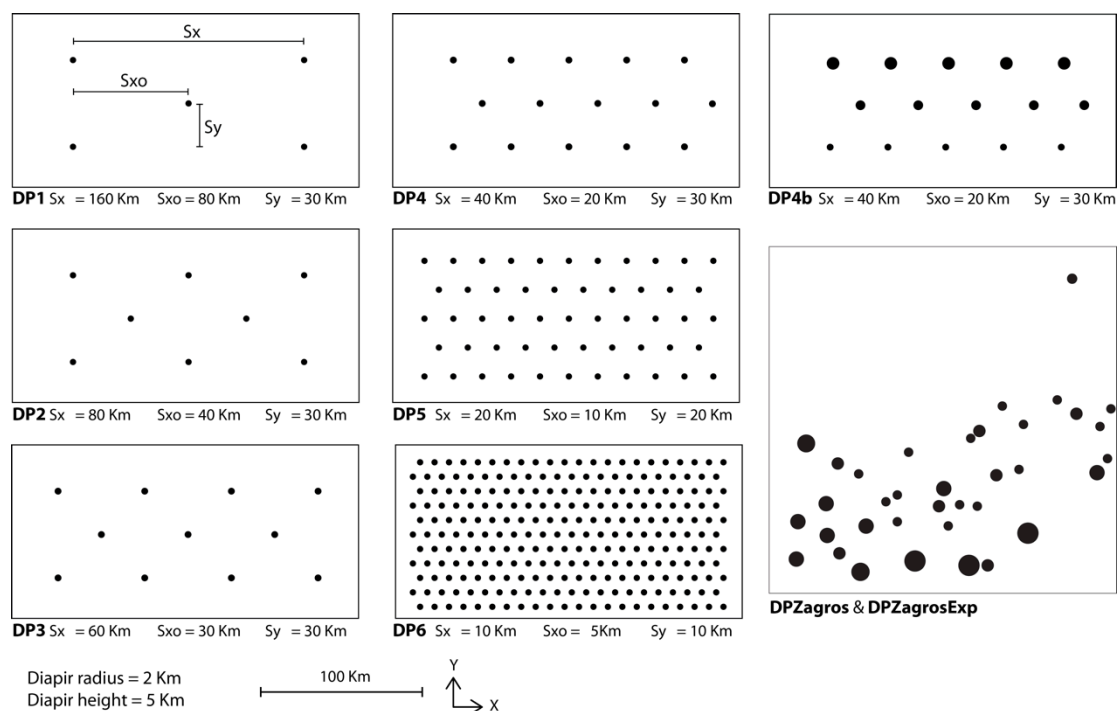 Sx
Sxo
Sy
DP1 Sx = 160 Km Sxo = 80 Km Sy = 30 Km
DP4 Sx = 40 Km Sxo = 20 Km Sy = 30 Km
DP4b Sx = 40 Km Sxo = 20 Km Sy = 30 Km
DP2 Sx = 80 Km Sxo = 40 Km Sy = 30 Km
DP5 Sx = 20 Km Sxo = 10 Km Sy = 20 Km
DP3 Sx = 60 Km Sxo = 30 Km Sy = 30 Km
DP6 Sx = 10 Km Sxo = 5Km Sy = 10 Km
DPZagros & DPZagrosExp
Diapir radius = 2 Km
Diapir height = 5 Km
100 Km
Y
X